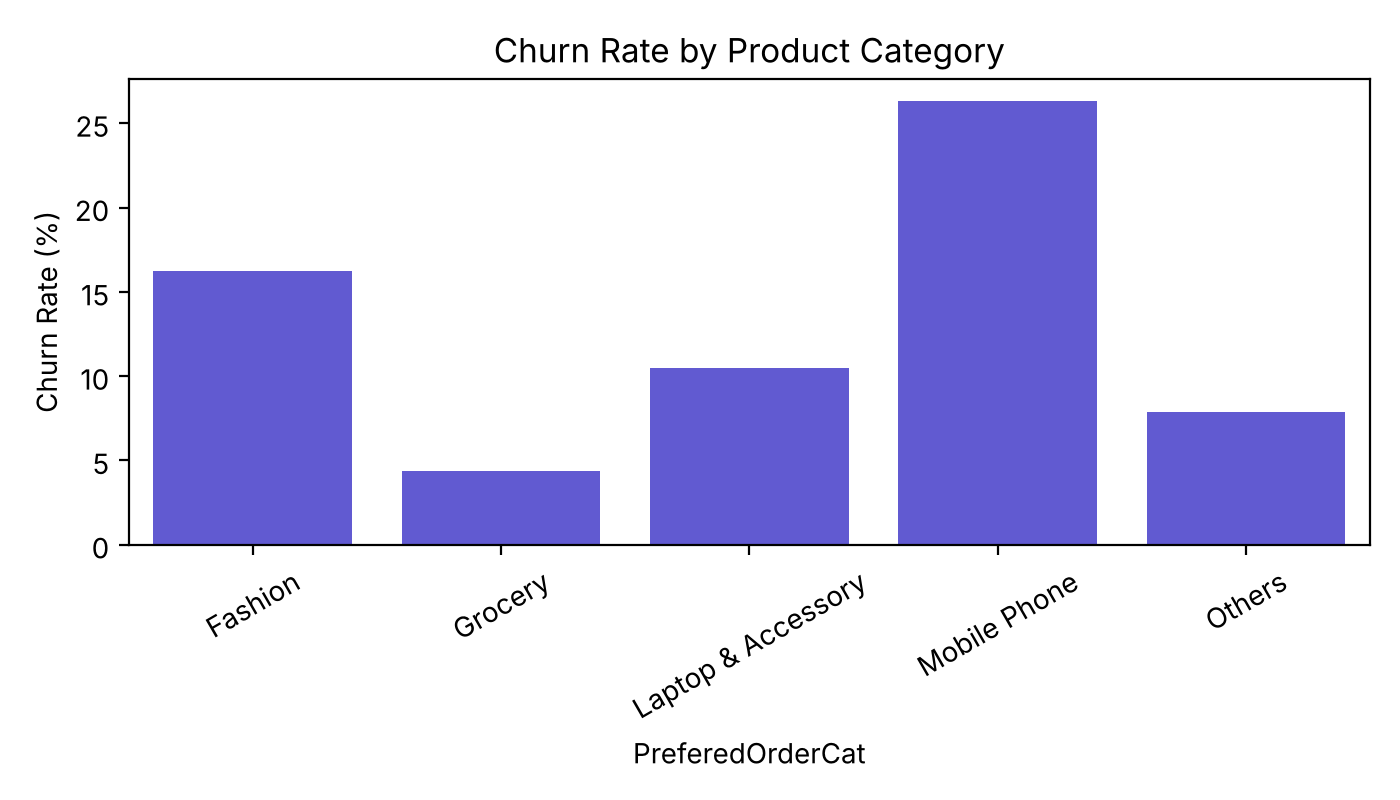 Churn Rate by Product Category
Churn Rate (%)
25
20
15
10
5
0
Fashion
Grocery
Laptop & Accessory
Mobile Phone
Others
PreferedOrderCat